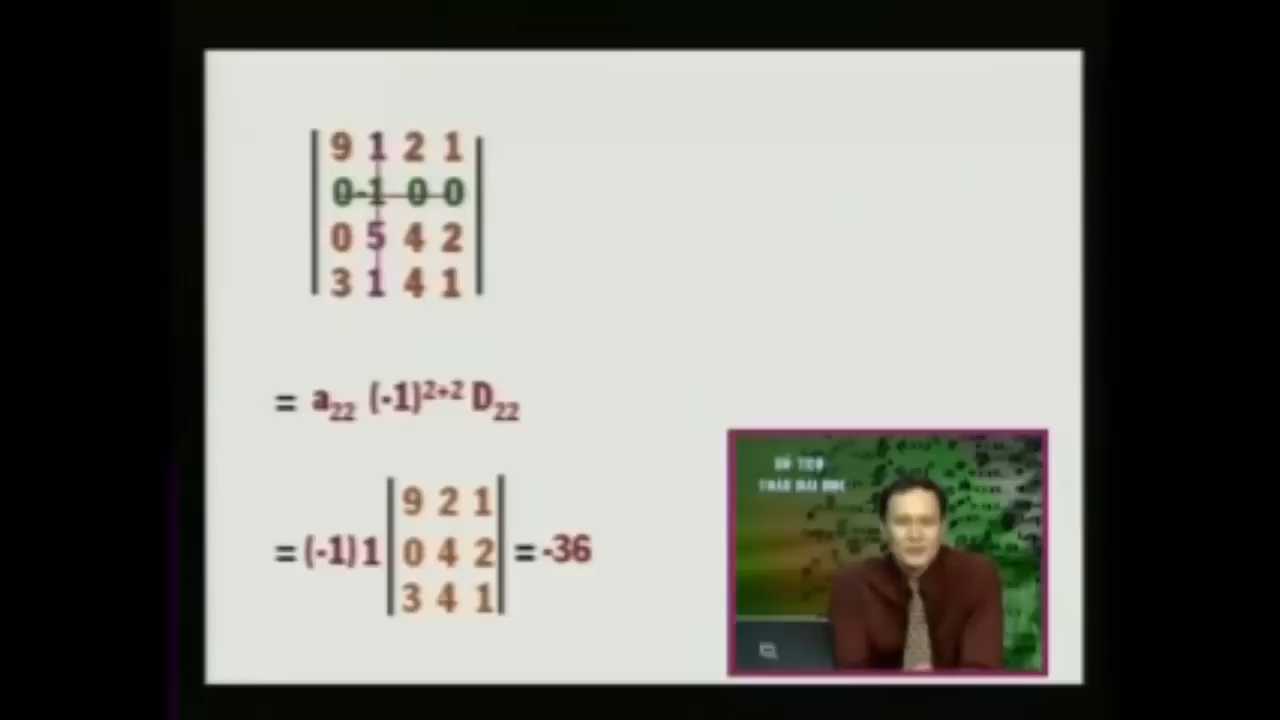 9 1 2 1
0 -1 0 0
0 5 4 2
3 1 4 1
= a₂₂ (-1)²⁺² D₂₂
9 2 1
= (-1) 1 0 4 2 = -36
3 4 1